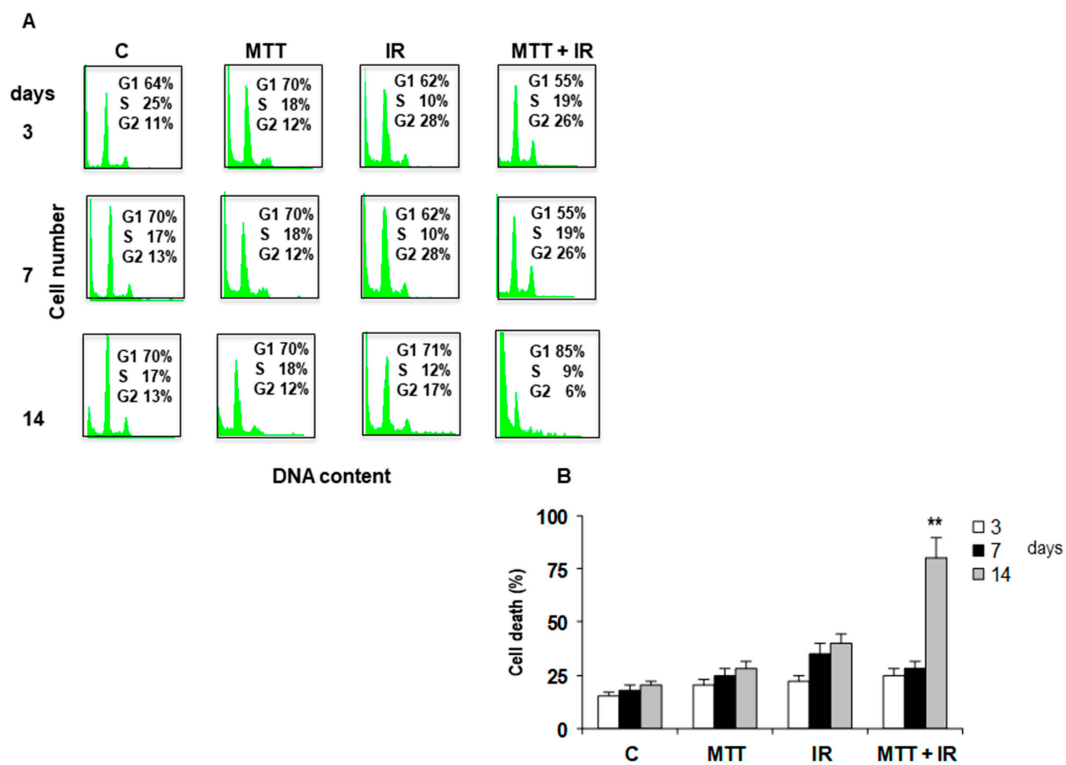 A
C MTT IR MTT + IR
days
3
G1 64%
S 25%
G2 11%
G1 70%
S 18%
G2 12%
G1 62%
S 10%
G2 28%
G1 55%
S 19%
G2 26%
Cell number
7
G1 70%
S 17%
G2 13%
G1 70%
S 18%
G2 12%
G1 62%
S 10%
G2 28%
G1 55%
S 19%
G2 26%
14
G1 70%
S 17%
G2 13%
G1 70%
S 18%
G2 12%
G1 71%
S 12%
G2 17%
G1 85%
S 9%
G2 6%
DNA content
B
Cell death (%)
100
75
50
25
0
**
3
7 days
14
C MTT IR MTT + IR